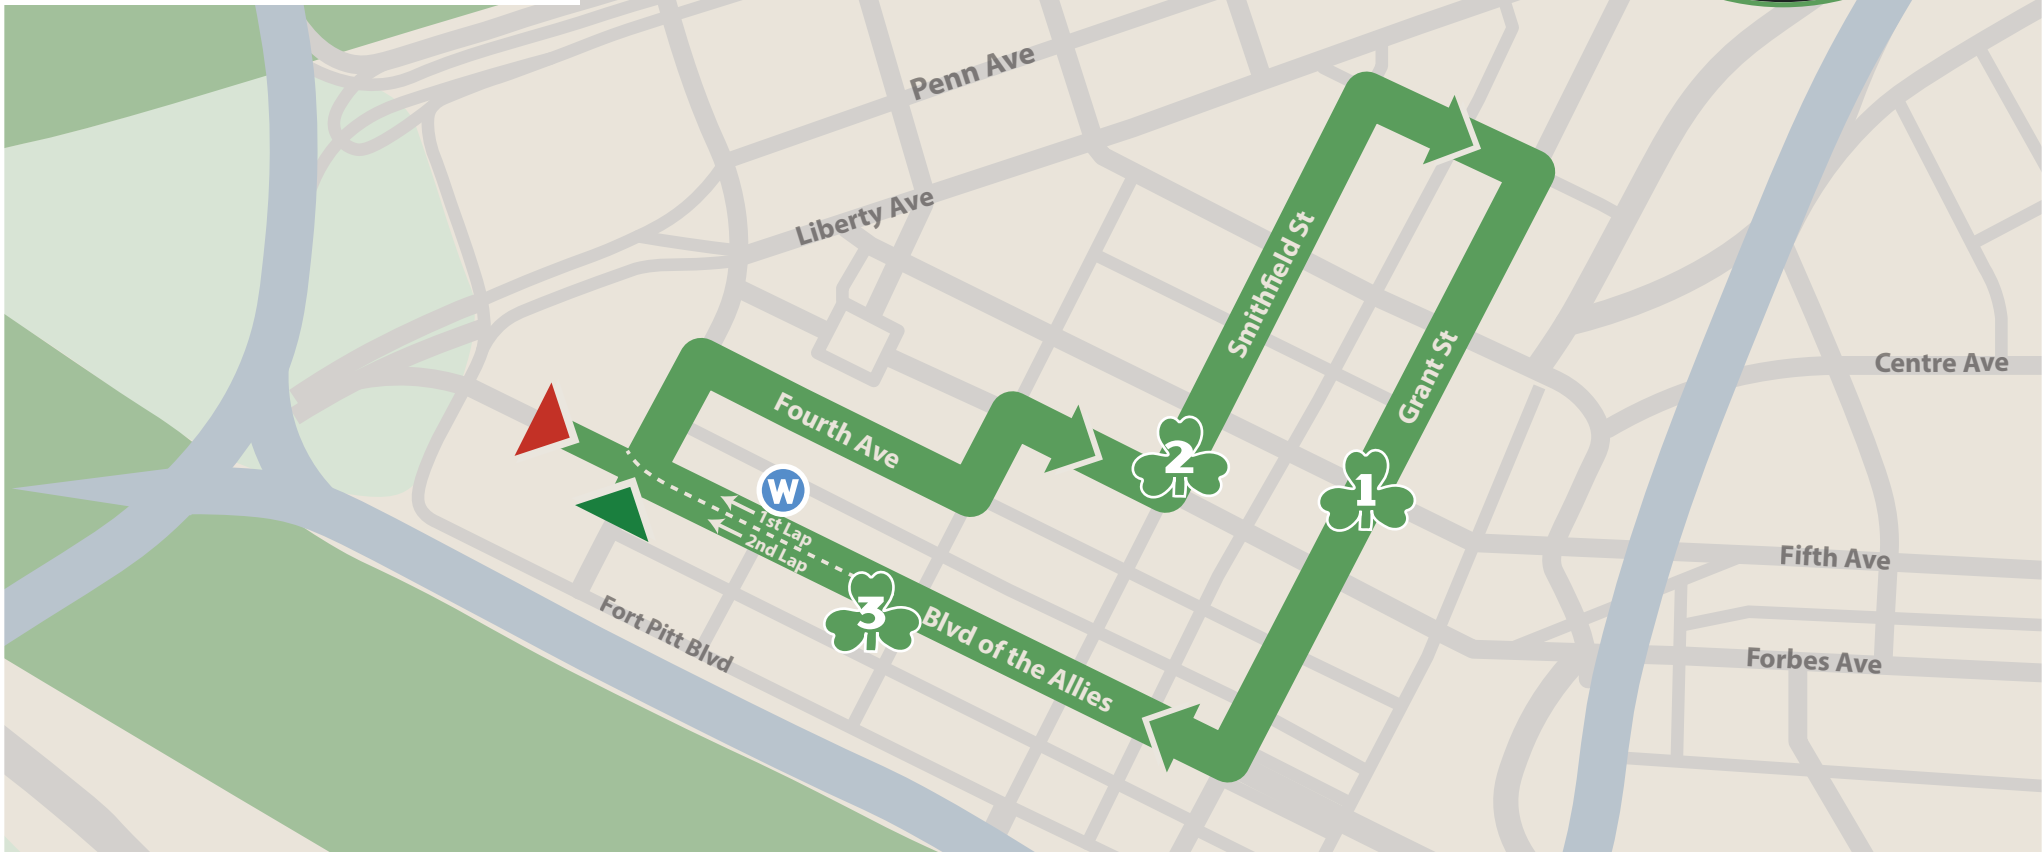 Penn Ave
Liberty Ave
Smithfield St
Grant St
Centre Ave
Fourth Ave
2
W
1
1st Lap
2nd Lap
Fifth Ave
3
Blvd of the Allies
Fort Pitt Blvd
Forbes Ave